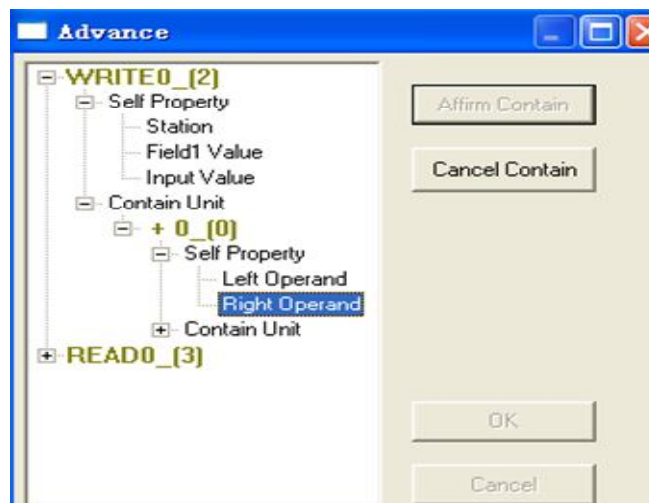 Advance
WRITE0_(2)
Self Property
Station
Field1 Value
Input Value
Contain Unit
+ 0_(0)
Self Property
Left Operand
Right Operand
Contain Unit
READ0_(3)
Affirm Contain
Cancel Contain
OK
Cancel